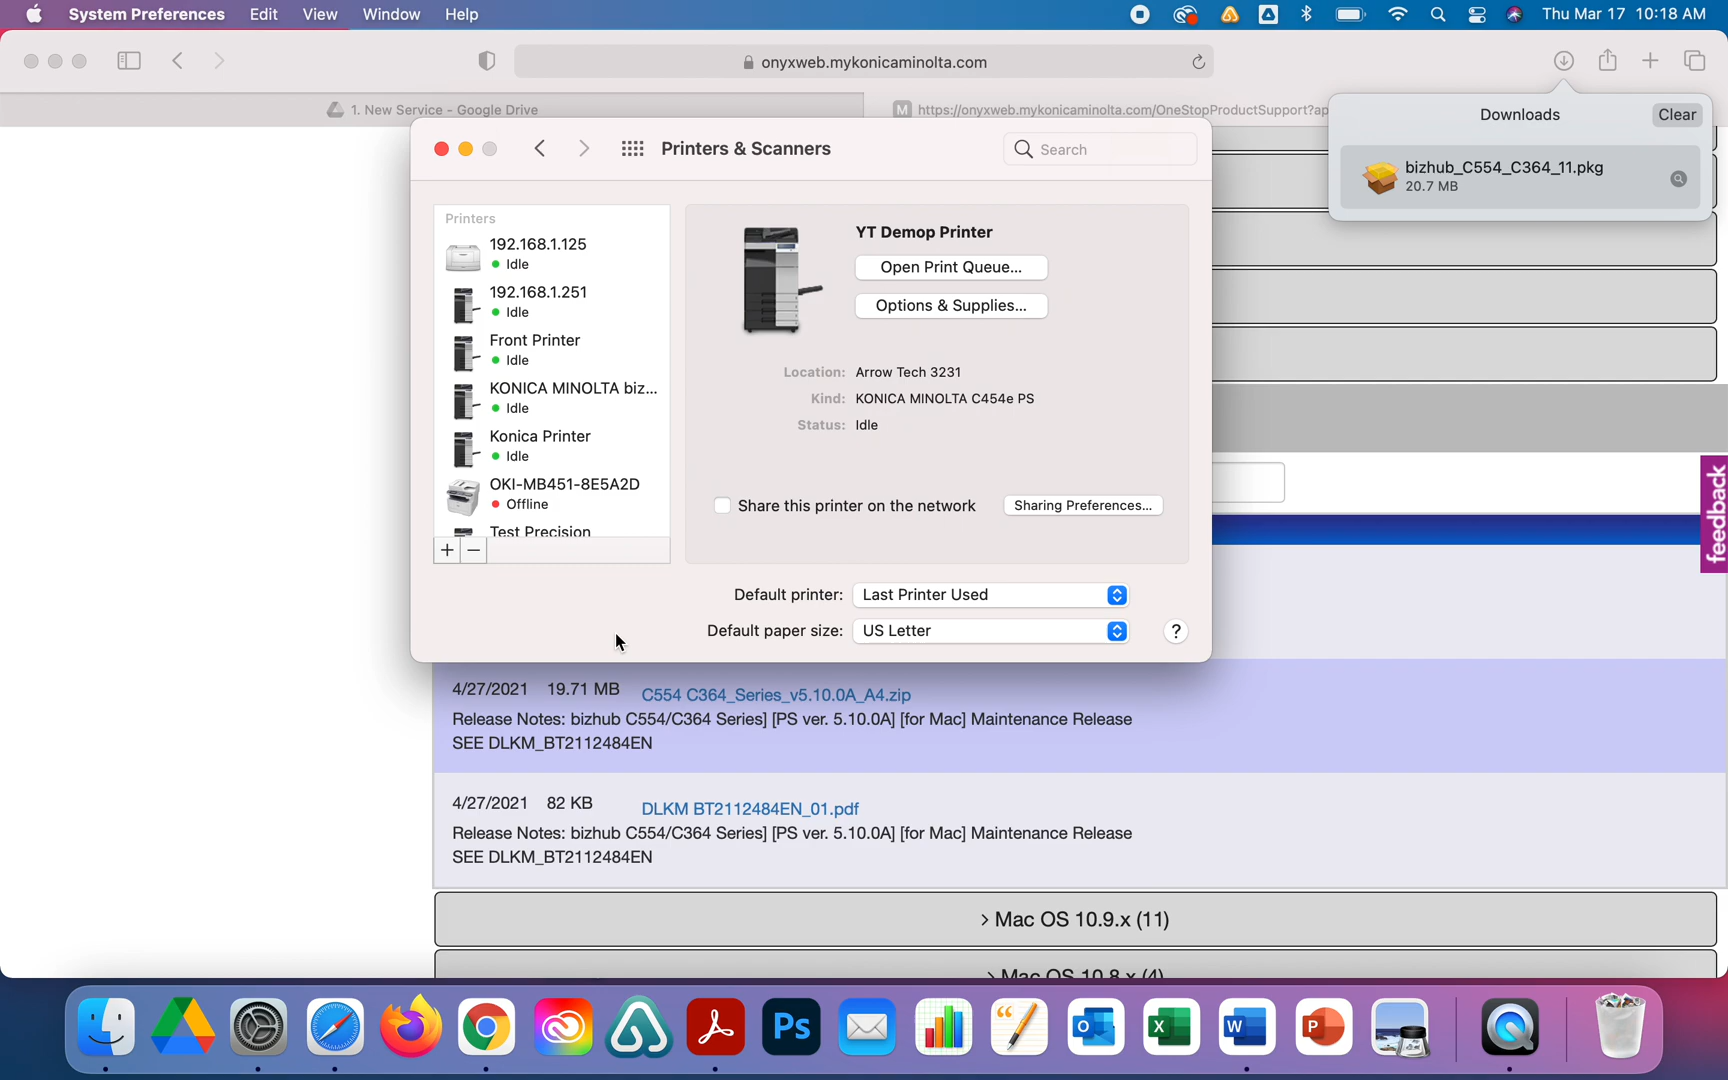 System Preferences Edit View Window Help
Thu Mar 17 10:18 AM
onyxweb.mykonicaminolta.com
1. New Service - Google Drive
M https://onyxweb.mykonicaminolta.com/OneStopProductSupport?ap
Downloads
Clear
bizhub_C554_C364_11.pkg
20.7 MB
Printers & Scanners
Search
Printers
192.168.1.125
Idle
192.168.1.251
Idle
Front Printer
Idle
KONICA MINOLTA biz...
Idle
Konica Printer
Idle
OKI-MB451-8E5A2D
Offline
Test Precision
+ −
YT Demop Printer
Open Print Queue...
Options & Supplies...
Location: Arrow Tech 3231
Kind: KONICA MINOLTA C454e PS
Status: Idle
Share this printer on the network
Sharing Preferences...
Default printer: Last Printer Used
Default paper size: US Letter
?
feedback
4/27/2021 19.71 MB C554 C364_Series_v5.10.0A_A4.zip
Release Notes: bizhub C554/C364 Series] [PS ver. 5.10.0A] [for Mac] Maintenance Release
SEE DLKM_BT2112484EN
4/27/2021 82 KB DLKM BT2112484EN_01.pdf
Release Notes: bizhub C554/C364 Series] [PS ver. 5.10.0A] [for Mac] Maintenance Release
SEE DLKM_BT2112484EN
> Mac OS 10.9.x (11)
> Mac OS 10.8.x (4)
Ps
O
X
W
P